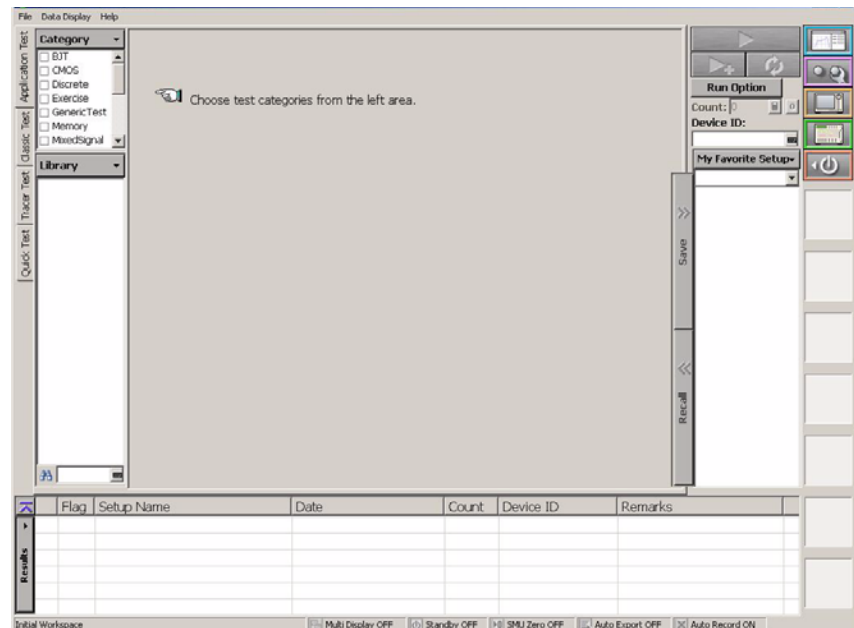 File Data Display Help
Application Test
Classic Test
Tracer Test
Quick Test
Category
BJT
CMOS
Discrete
Exercise
GenericTest
Memory
MixedSignal
Library
Choose test categories from the left area.
Run Option
Count: 0
0
Device ID:
My Favorite Setup
Save
Recall
Results
Flag Setup Name Date Count Device ID Remarks
Initial Workspace Multi Display OFF Standby OFF SMU Zero OFF Auto Export OFF Auto Record ON